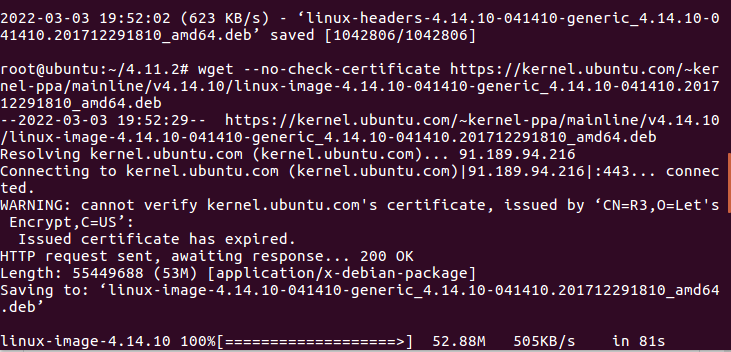 2022-03-03 19:52:02 (623 KB/s) - ‘linux-headers-4.14.10-041410-generic_4.14.10-0
41410.201712291810_amd64.deb’ saved [1042806/1042806]
root@ubuntu:~/4.11.2# wget --no-check-certificate https://kernel.ubuntu.com/~ker
nel-ppa/mainline/v4.14.10/linux-image-4.14.10-041410-generic_4.14.10-041410.2017
12291810_amd64.deb
--2022-03-03 19:52:29--  https://kernel.ubuntu.com/~kernel-ppa/mainline/v4.14.10
/linux-image-4.14.10-041410-generic_4.14.10-041410.201712291810_amd64.deb
Resolving kernel.ubuntu.com (kernel.ubuntu.com)... 91.189.94.216
Connecting to kernel.ubuntu.com (kernel.ubuntu.com)|91.189.94.216|:443... connec
ted.
WARNING: cannot verify kernel.ubuntu.com's certificate, issued by ‘CN=R3,O=Let's
 Encrypt,C=US’:
  Issued certificate has expired.
HTTP request sent, awaiting response... 200 OK
Length: 55449688 (53M) [application/x-debian-package]
Saving to: ‘linux-image-4.14.10-041410-generic_4.14.10-041410.201712291810_amd64
.deb’
linux-image-4.14.10 100%[===================>]  52.88M   505KB/s    in 81s